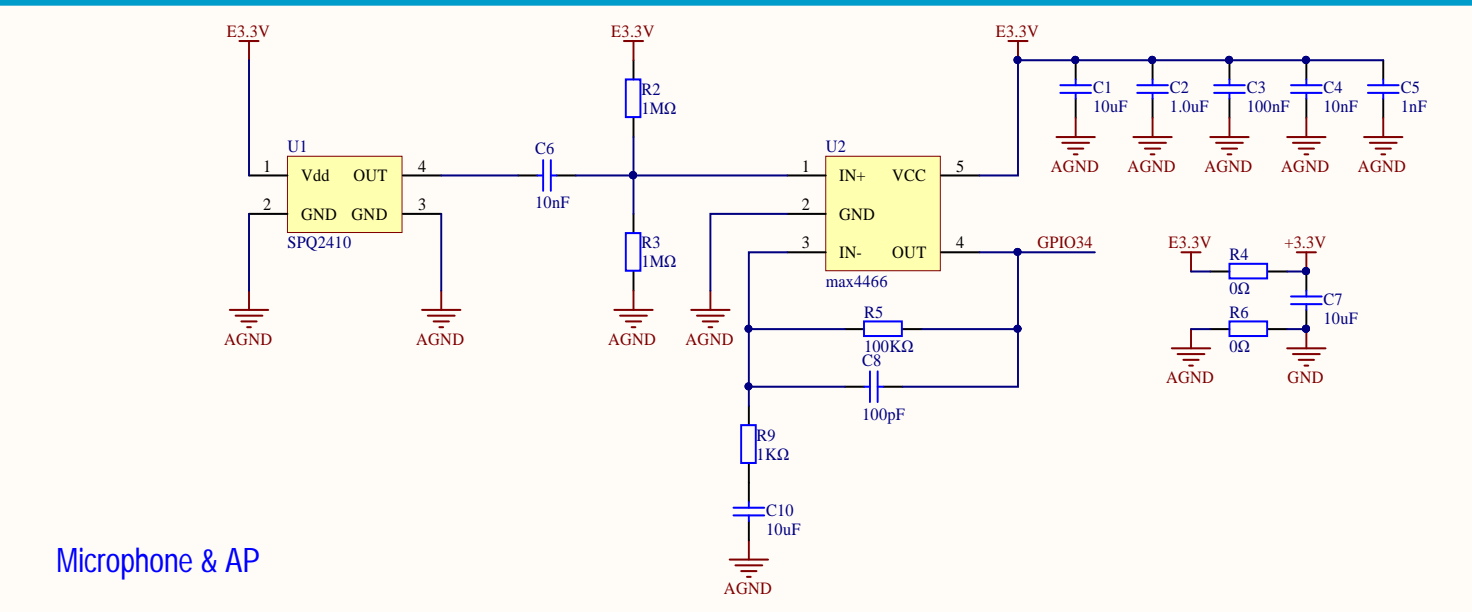 E3.3V
E3.3V
E3.3V
R2
1MΩ
C1
10uF
C2
1.0uF
C3
100nF
C4
10nF
C5
1nF
AGND
AGND
AGND
AGND
AGND
U1
1
Vdd
OUT
4
2
GND
GND
3
SPQ2410
C6
10nF
U2
1
IN+
VCC
5
2
GND
3
IN-
OUT
4
max4466
GPIO34
R3
1MΩ
AGND
AGND
AGND
AGND
E3.3V
R4
0Ω
+3.3V
C7
10uF
R6
0Ω
AGND
GND
R5
100KΩ
C8
100pF
R9
1KΩ
C10
10uF
AGND
Microphone & AP